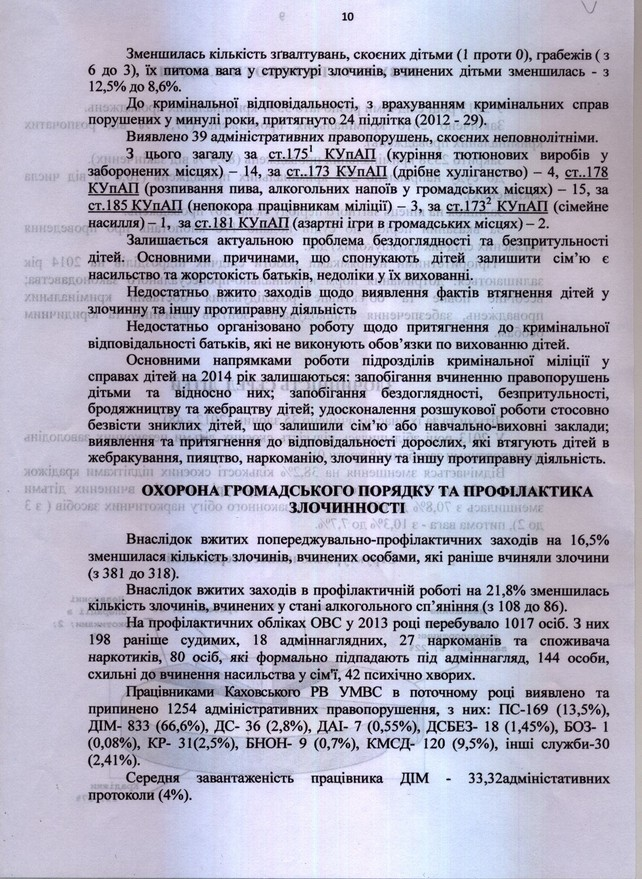 10
Зменшилась кількість зґвалтувань, скоєних дітьми (1 проти 0), грабежів ( з
6 до 3), їх питома вага у структурі злочинів, вчинених дітьми зменшилась - з
12,5% до 8,6%.
До кримінальної відповідальності, з врахуванням кримінальних справ
порушених у минулі роки, притягнуто 24 підлітка (2012 - 29).
Виявлено 39 адміністративних правопорушень, скоєних неповнолітніми.
З цього загалу за ст.175¹ КУпАП (куріння тютюнових виробів у
заборонених місцях) – 14, за ст..173 КУпАП (дрібне хуліганство) – 4, ст..178
КУпАП (розпивання пива, алкогольних напоїв у громадських місцях) – 15, за
ст.185 КУпАП (непокора працівникам міліції) – 3, за ст.173² КУпАП (сімейне
насилля) – 1, за ст.181 КУпАП (азартні ігри в громадських місцях) – 2.
Залишається актуальною проблема бездоглядності та безпритульності
дітей. Основними причинами, що спонукають дітей залишити сім’ю є
насильство та жорстокість батьків, недоліки у їх вихованні.
Недостатньо вжито заходів щодо виявлення фактів втягнення дітей у
злочинну та іншу протиправну діяльність
Недостатньо організовано роботу щодо притягнення до кримінальної
відповідальності батьків, які не виконують обов’язки по вихованню дітей.
Основними напрямками роботи підрозділів кримінальної міліції у
справах дітей на 2014 рік залишаються: запобігання вчиненню правопорушень
дітьми та відносно них; запобігання бездоглядності, безпритульності,
бродяжництву та жебрацтву дітей; удосконалення розшукової роботи стосовно
безвісти зниклих дітей, що залишили сім’ю або навчально-виховні заклади;
виявлення та притягнення до відповідальності дорослих, які втягують дітей в
жебракування, пияцтво, наркоманію, злочинну та іншу протиправну діяльність.
ОХОРОНА ГРОМАДСЬКОГО ПОРЯДКУ ТА ПРОФІЛАКТИКА
ЗЛОЧИННОСТІ
Внаслідок вжитих попереджувально-профілактичних заходів на 16,5%
зменшилася кількість злочинів, вчинених особами, які раніше вчиняли злочини
(з 381 до 318).
Внаслідок вжитих заходів в профілактичній роботі на 21,8% зменшилась
кількість злочинів, вчинених у стані алкогольного сп’яніння (з 108 до 86).
На профілактичних обліках ОВС у 2013 році перебувало 1017 осіб. З них
198 раніше судимих, 18 адміннаглядних, 27 наркоманів та споживача
наркотиків, 80 осіб, які формально підпадають під адміннагляд, 144 особи,
схильні до вчинення насильства у сім'ї, 42 психічно хворих.
Працівниками Каховського РВ УМВС в поточному році виявлено та
припинено 1254 адміністративних правопорушення, з них: ПС-169 (13,5%),
ДІМ- 833 (66,6%), ДС- 36 (2,8%), ДАІ- 7 (0,55%), ДСБЕЗ- 18 (1,45%), БОЗ- 1
(0,08%), КР- 31(2,5%), БНОН- 9 (0,7%), КМСД- 120 (9,5%), інші служби-30
(2,41%).
Середня завантаженість працівника ДІМ - 33,32адміністативних
протоколи (4%).